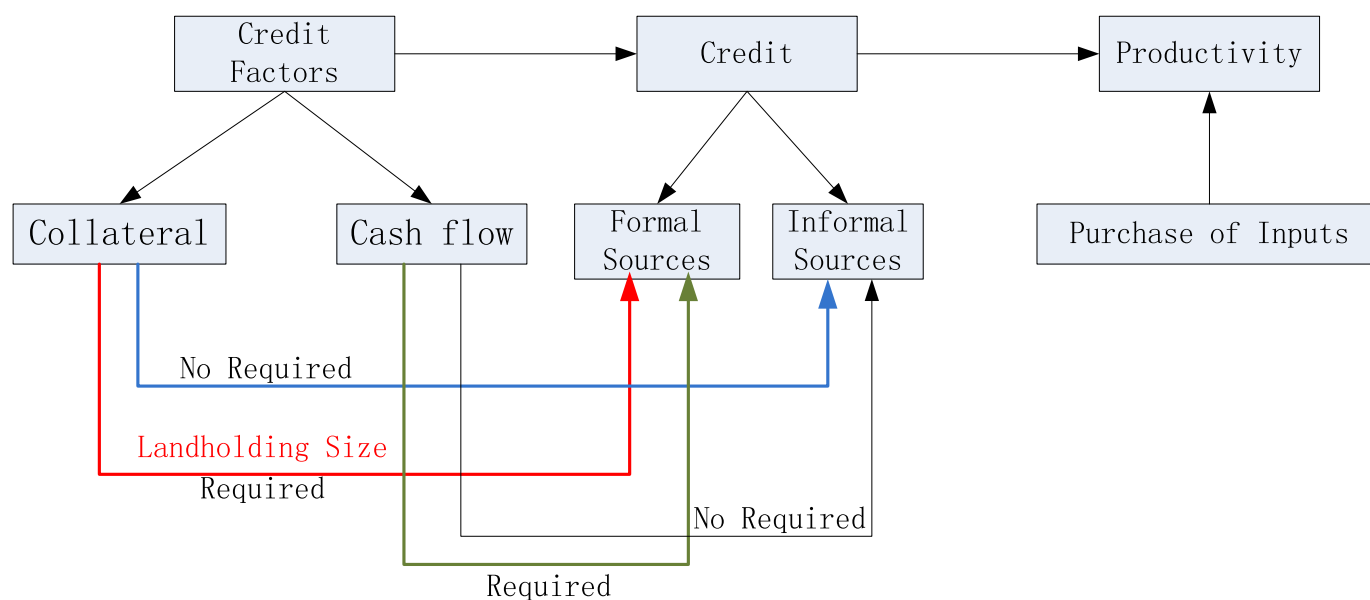 Credit
Factors
Credit
Productivity
Collateral
Cash flow
Formal
Sources
Informal
Sources
Purchase of Inputs
No Required
Landholding Size
Required
No Required
Required